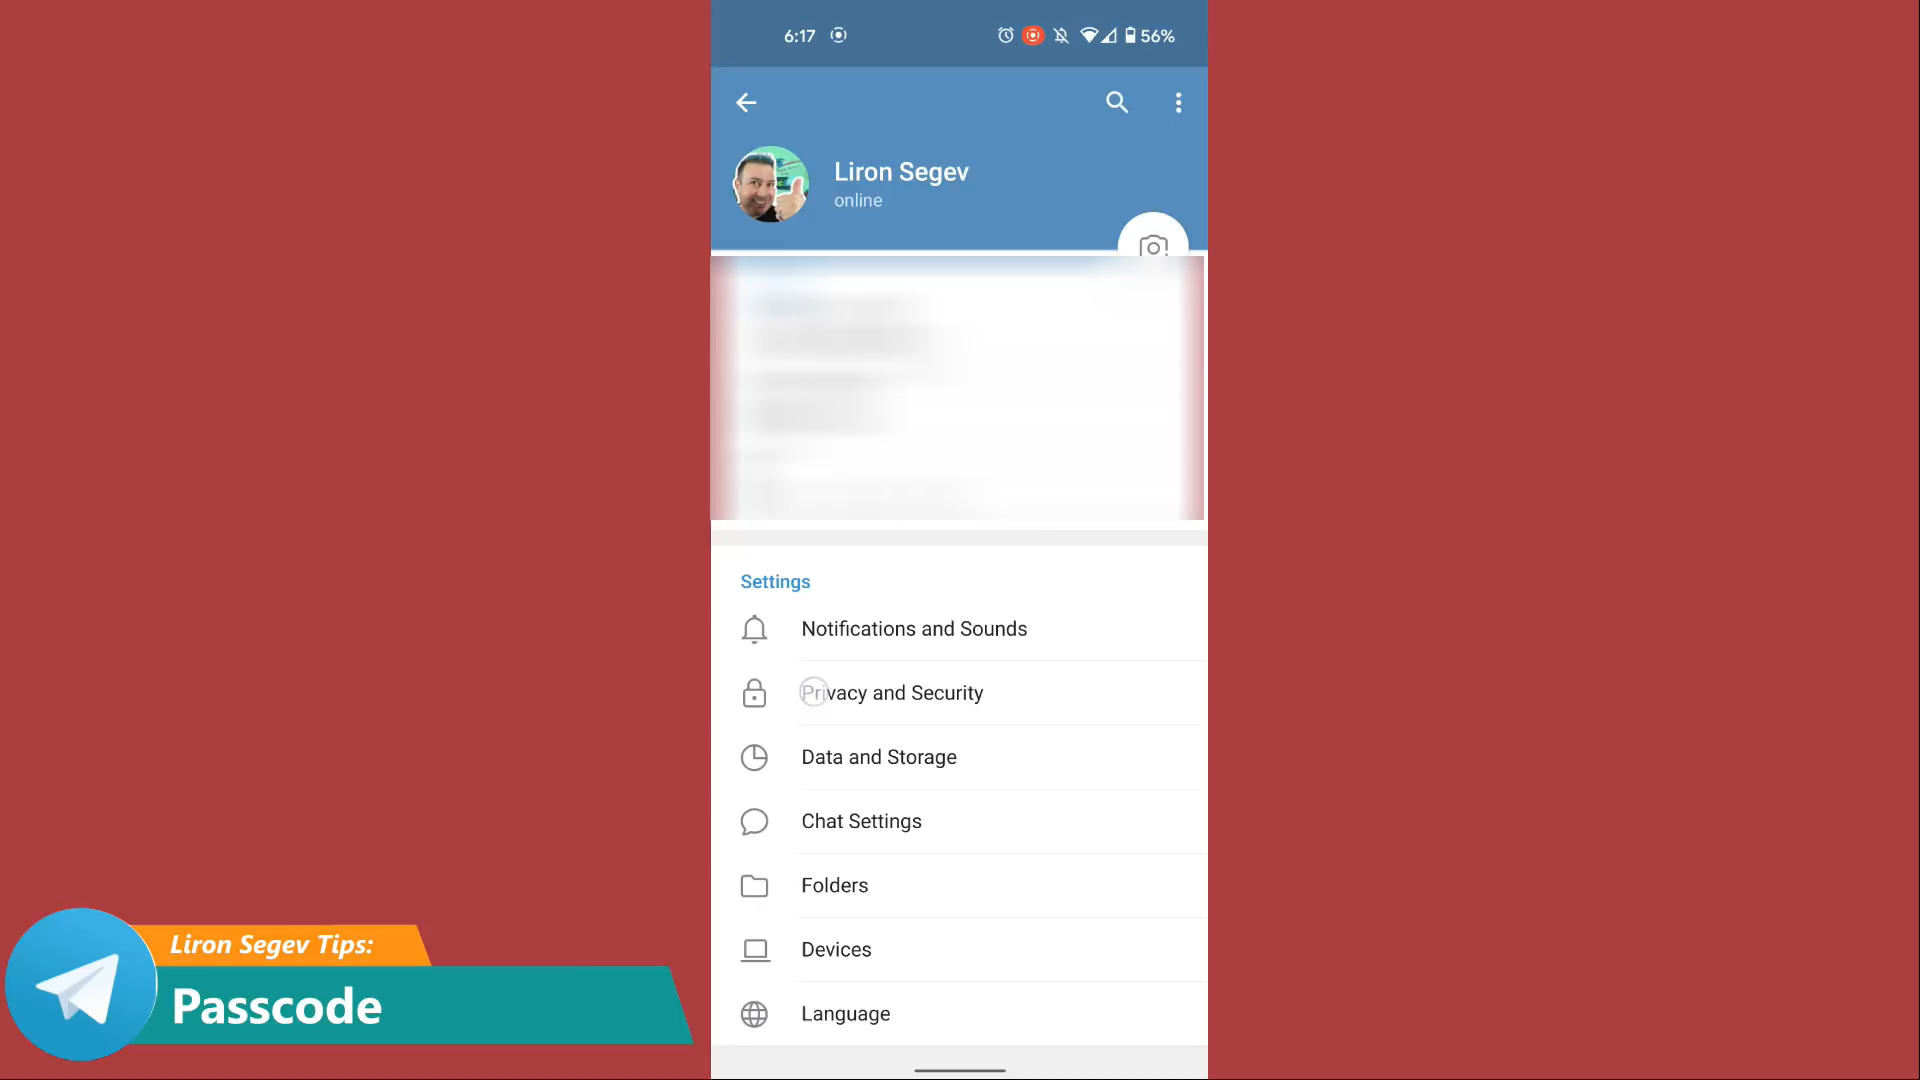 6:17
56%
Liron Segev
online
Settings
Notifications and Sounds
Privacy and Security
Data and Storage
Chat Settings
Folders
Devices
Language
Liron Segev Tips:
Passcode